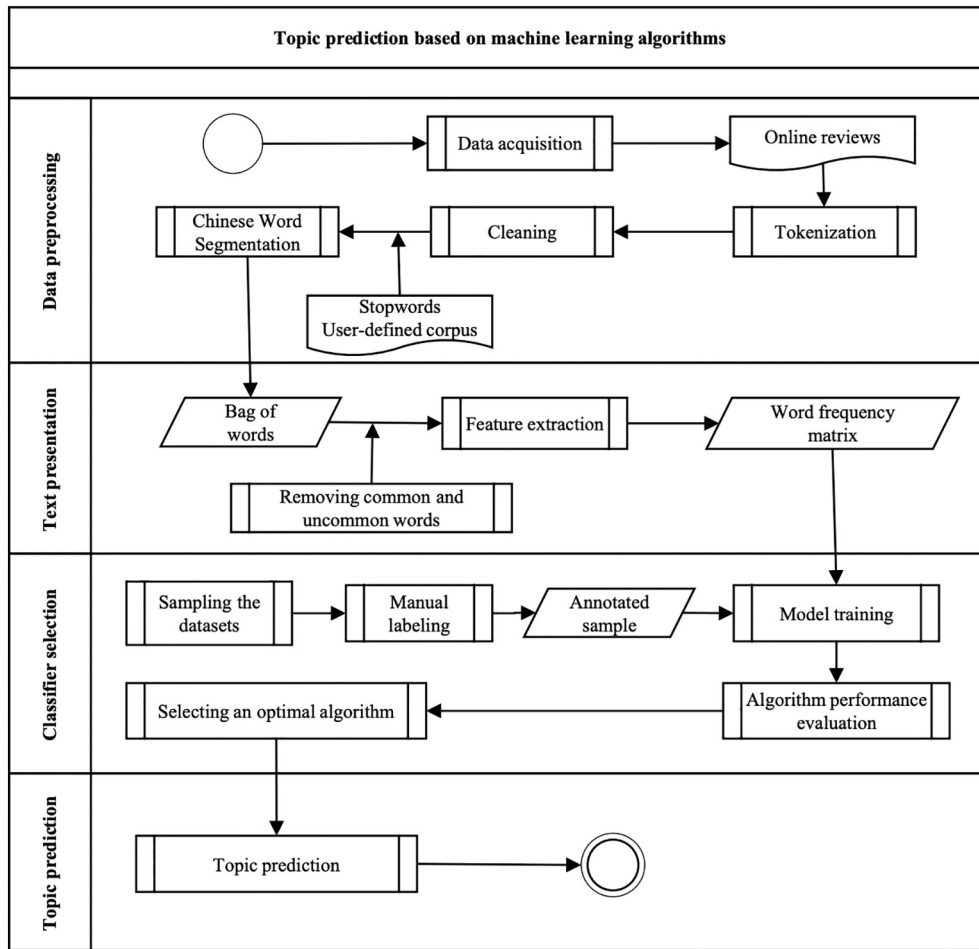 Topic prediction based on machine learning algorithms
Data preprocessing
Data acquisition
Online reviews
Chinese Word
Segmentation
Cleaning
Tokenization
Stopwords
User-defined corpus
Text presentation
Bag of
words
Feature extraction
Word frequency
matrix
Removing common and
uncommon words
Classifier selection
Sampling the
datasets
Manual
labeling
Annotated
sample
Model training
Selecting an optimal algorithm
Algorithm performance
evaluation
Topic prediction
Topic prediction